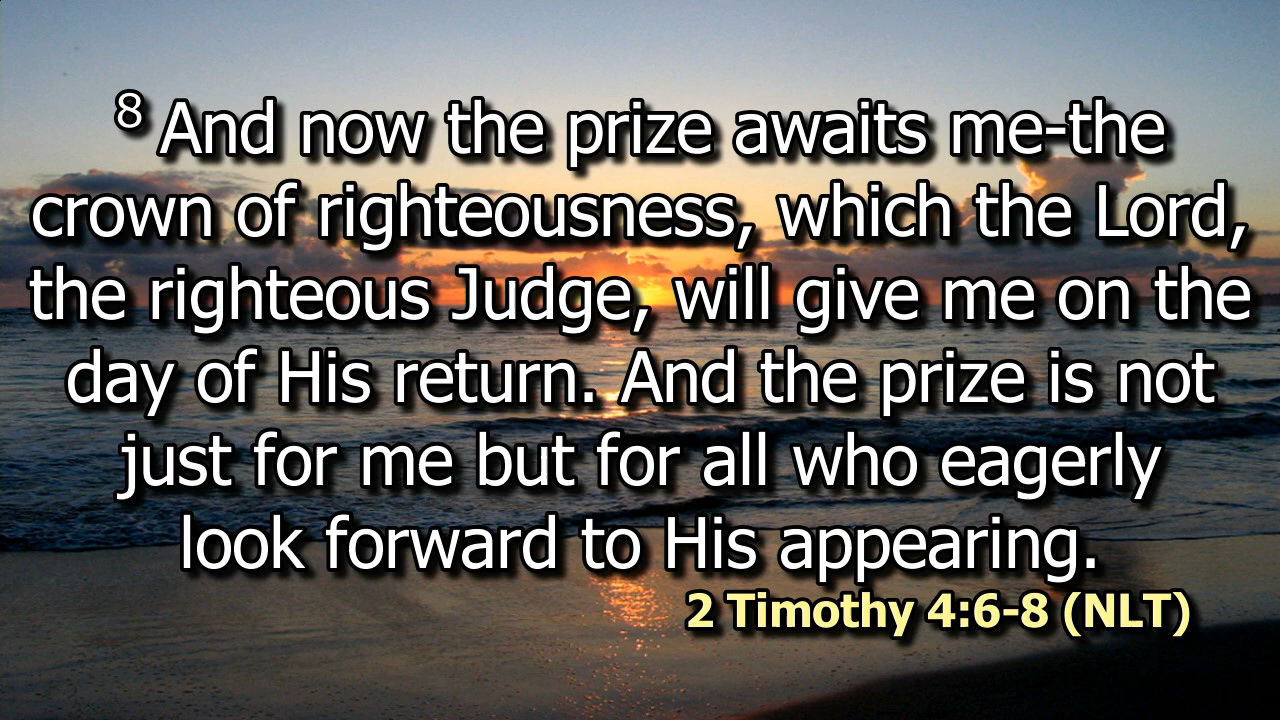 8 And now the prize awaits me-the
crown of righteousness, which the Lord,
the righteous Judge, will give me on the
day of His return. And the prize is not
just for me but for all who eagerly
look forward to His appearing.
2 Timothy 4:6-8 (NLT)